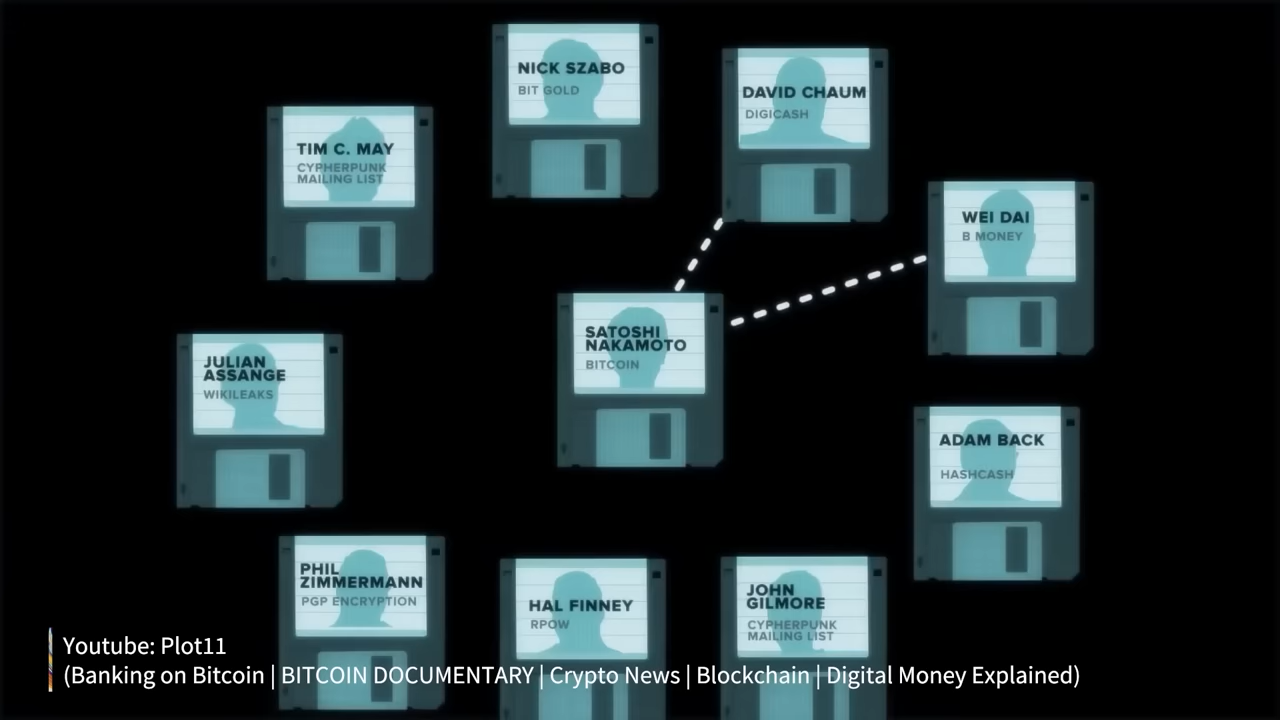 NICK SZABO
BIT GOLD
DAVID CHAUM
DIGICASH
TIM C. MAY
CYPHERPUNK
MAILING LIST
WEI DAI
B MONEY
SATOSHI
NAKAMOTO
BITCOIN
JULIAN
ASSANGE
WIKILEAKS
ADAM BACK
HASHCASH
PHIL
ZIMMERMANN
PGP ENCRYPTION
HAL FINNEY
RPOW
JOHN
GILMORE
CYPHERPUNK
MAILING LIST
Youtube: Plot11
(Banking on Bitcoin | BITCOIN DOCUMENTARY | Crypto News | Blockchain | Digital Money Explained)